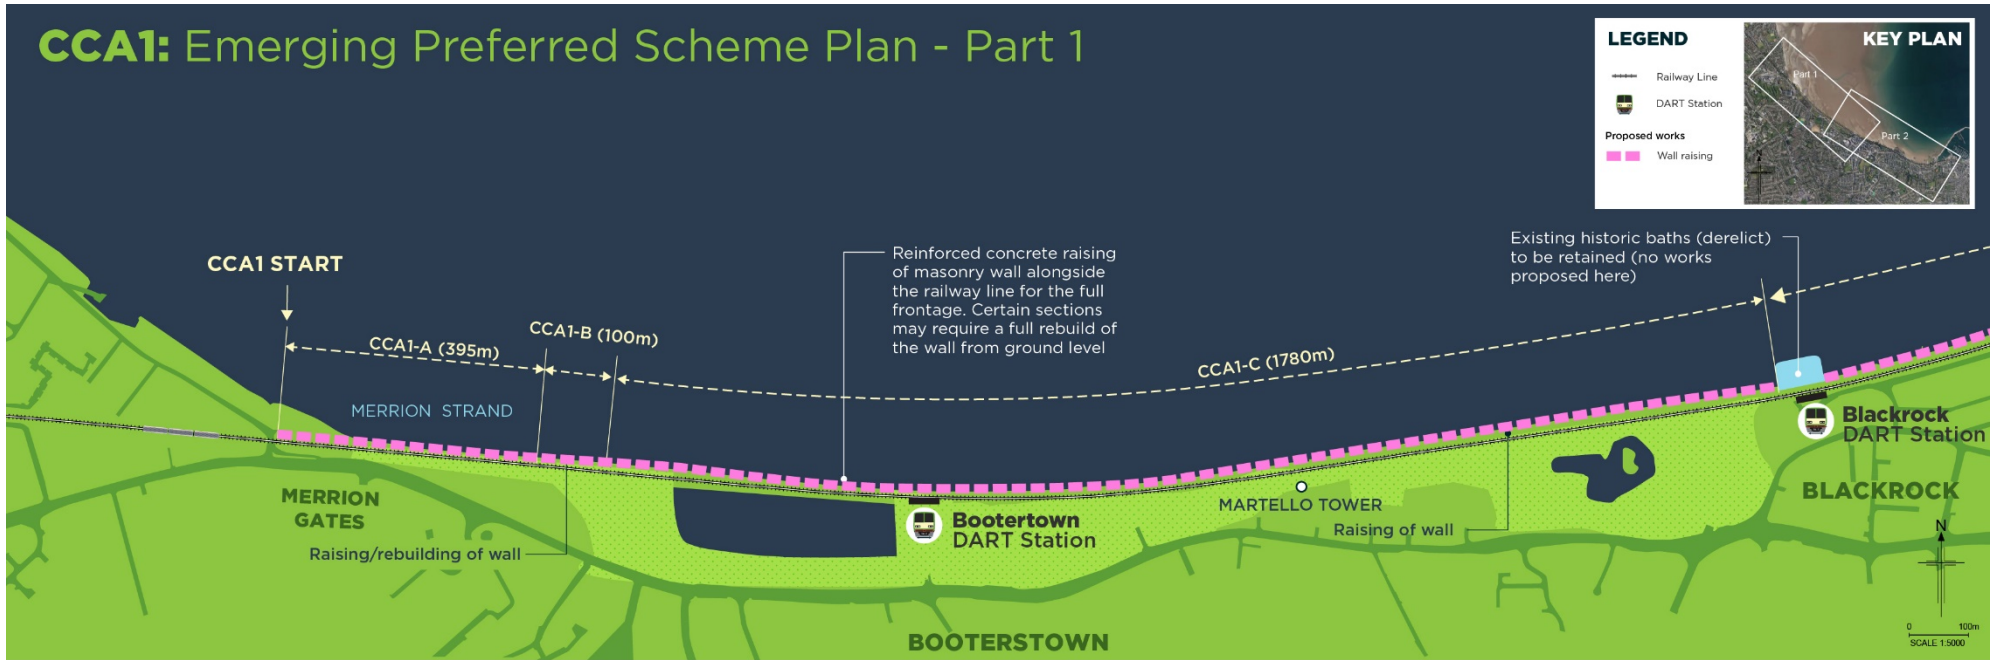 CCA1: Emerging Preferred Scheme Plan - Part 1
LEGEND
Railway Line
DART Station
Proposed works
Wall raising
KEY PLAN
Part 1
Part 2
N
CCA1 START
CCA1-A (395m)
CCA1-B (100m)
CCA1-C (1780m)
Reinforced concrete raising
of masonry wall alongside
the railway line for the full
frontage. Certain sections
may require a full rebuild of
the wall from ground level
Existing historic baths (derelict)
to be retained (no works
proposed here)
MERRION STRAND
MERRION
GATES
Raising/rebuilding of wall
Bootertown
DART Station
MARTELLO TOWER
Raising of wall
Blackrock
DART Station
BLACKROCK
BOOTERSTOWN
N
0 100m
SCALE 1:5000